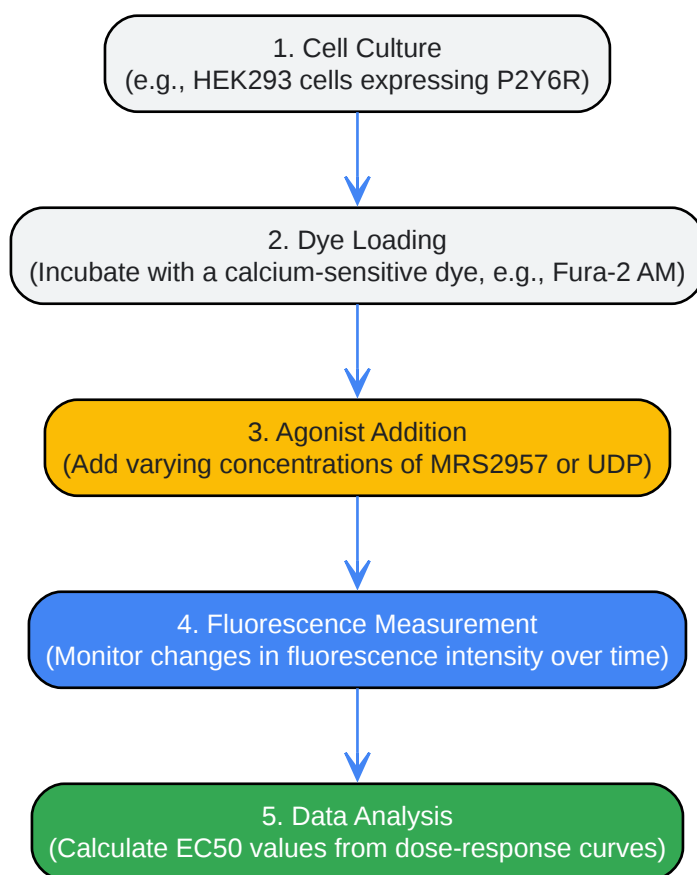 1. Cell Culture
(e.g., HEK293 cells expressing P2Y6R)
2. Dye Loading
(Incubate with a calcium-sensitive dye, e.g., Fura-2 AM)
3. Agonist Addition
(Add varying concentrations of MRS2957 or UDP)
4. Fluorescence Measurement
(Monitor changes in fluorescence intensity over time)
5. Data Analysis
(Calculate EC50 values from dose-response curves)